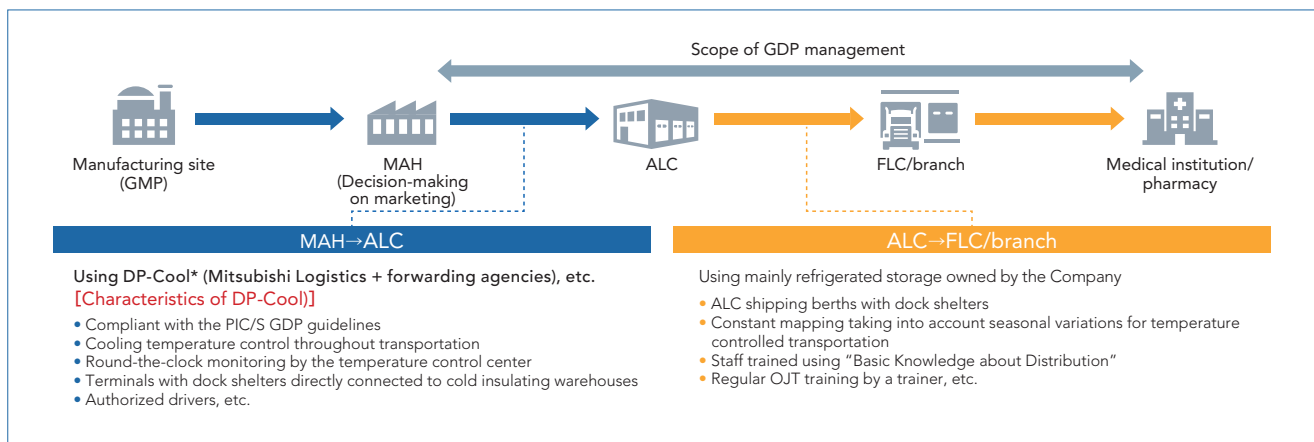 Scope of GDP management
Manufacturing site
(GMP)
MAH
(Decision-making
on marketing)
ALC
FLC/branch
Medical institution/
pharmacy
MAH→ALC
Using DP-Cool* (Mitsubishi Logistics + forwarding agencies), etc.
[Characteristics of DP-Cool)]
• Compliant with the PIC/S GDP guidelines
• Cooling temperature control throughout transportation
• Round-the-clock monitoring by the temperature control center
• Terminals with dock shelters directly connected to cold insulating warehouses
• Authorized drivers, etc.
ALC→FLC/branch
Using mainly refrigerated storage owned by the Company
• ALC shipping berths with dock shelters
• Constant mapping taking into account seasonal variations for temperature
controlled transportation
• Staff trained using “Basic Knowledge about Distribution”
• Regular OJT training by a trainer, etc.